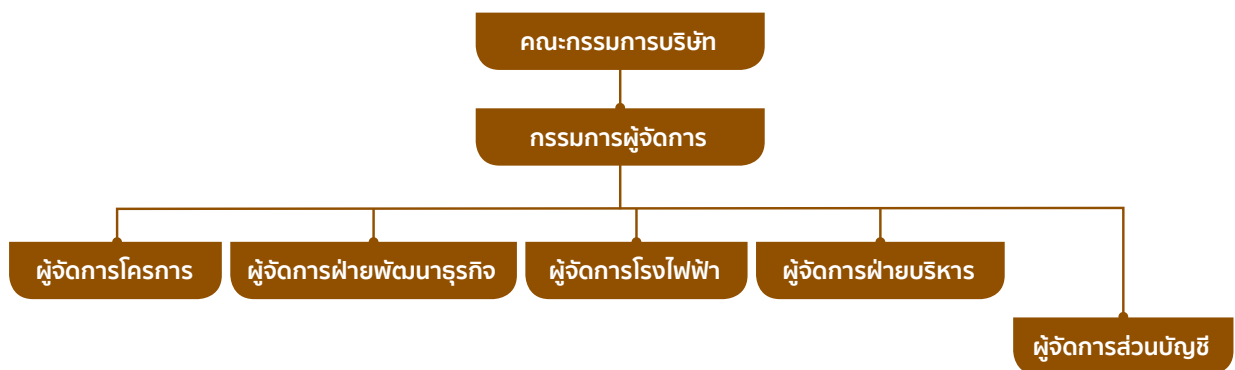 คณะกรรมการบริษัท
กรรมการผู้จัดการ
ผู้จัดการโครงการ
ผู้จัดการฝ่ายพัฒนาธุรกิจ
ผู้จัดการโรงไฟฟ้า
ผู้จัดการฝ่ายบริหาร
ผู้จัดการส่วนบัญชี